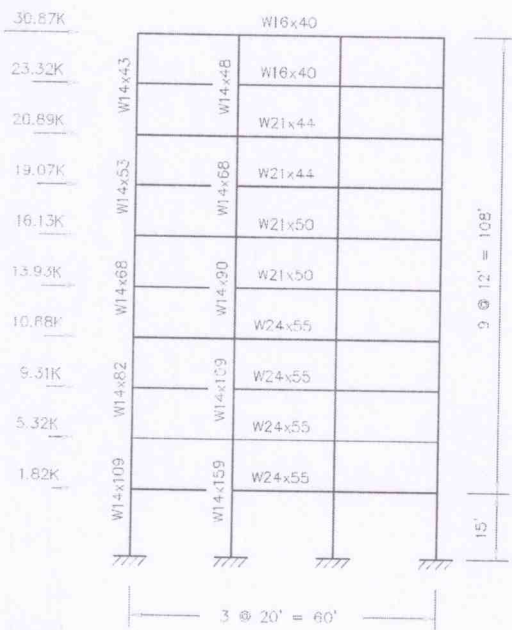 30.87K
W16x40
23.32K
W14x43
W14x48
W16x40
20.89K
W21x44
19.07K
W14x53
W14x68
W21x44
16.13K
W21x50
13.93K
W14x68
W14x90
W21x50
10.68K
W24x55
9.31K
W14x82
W14x109
W24x55
5.32K
W24x55
1.82K
W14x109
W14x159
W24x55
9 @ 12' = 108'
15'
3 @ 20' = 60'